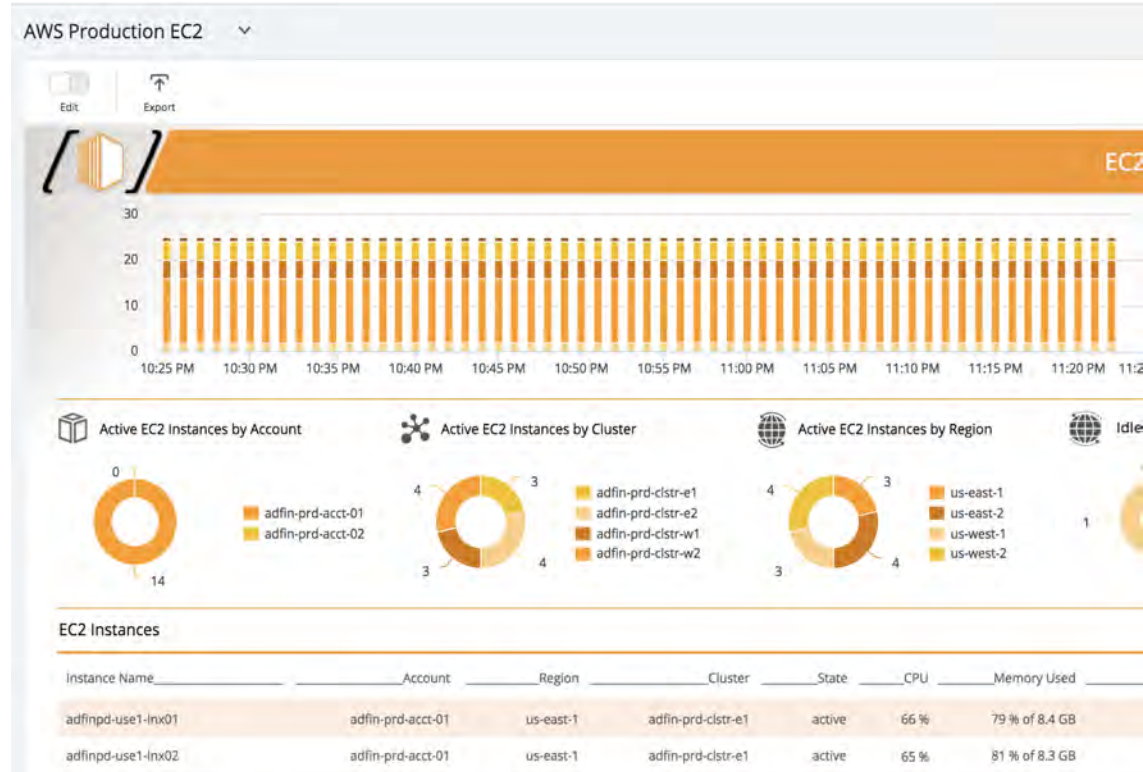 AWS Production EC2
Edit
Export
EC2
30
20
10
0
10:25 PM 10:30 PM 10:35 PM 10:40 PM 10:45 PM 10:50 PM 10:55 PM 11:00 PM 11:05 PM 11:10 PM 11:15 PM 11:20 PM 11:2
Active EC2 Instances by Account
0
14
adfin-prd-acct-01
adfin-prd-acct-02
Active EC2 Instances by Cluster
4
3
3
4
adfin-prd-clstr-e1
adfin-prd-clstr-e2
adfin-prd-clstr-w1
adfin-prd-clstr-w2
Active EC2 Instances by Region
4
3
3
4
us-east-1
us-east-2
us-west-1
us-west-2
Idle
1
EC2 Instances
Instance Name Account Region Cluster State CPU Memory Used
adfinpd-use1-lnx01 adfin-prd-acct-01 us-east-1 adfin-prd-clstr-e1 active 66 % 79 % of 8.4 GB
adfinpd-use1-lnx02 adfin-prd-acct-01 us-east-1 adfin-prd-clstr-e1 active 65 % 81 % of 8.3 GB